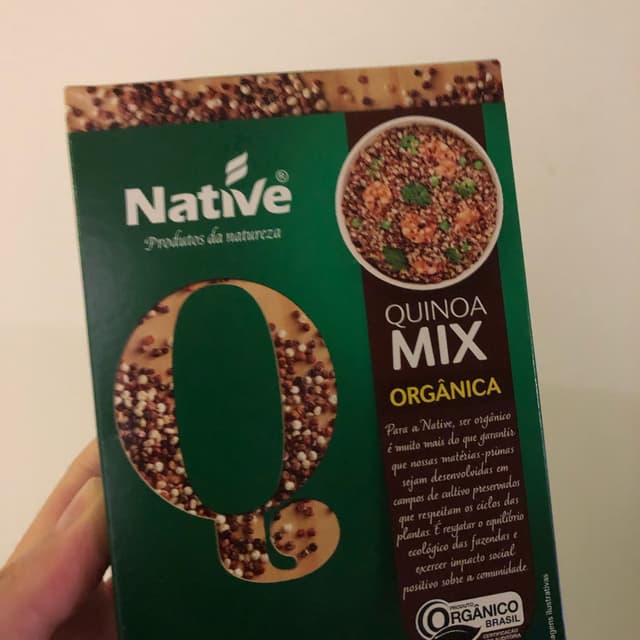 Native®
Produtos da natureza
QUINOA
MIX
ORGÂNICA
Para a Native, ser orgânico
é muito mais do que garantir
que nossas matérias-primas
sejam desenvolvidas em
campos de cultivo preservados
que respeitam os ciclos das
plantas. É resgatar o equilíbrio
ecológico das fazendas e
exercer impacto social
positivo sobre a comunidade.
PRODUTO
ORGÂNICO
BRASIL
agens ilustrativas